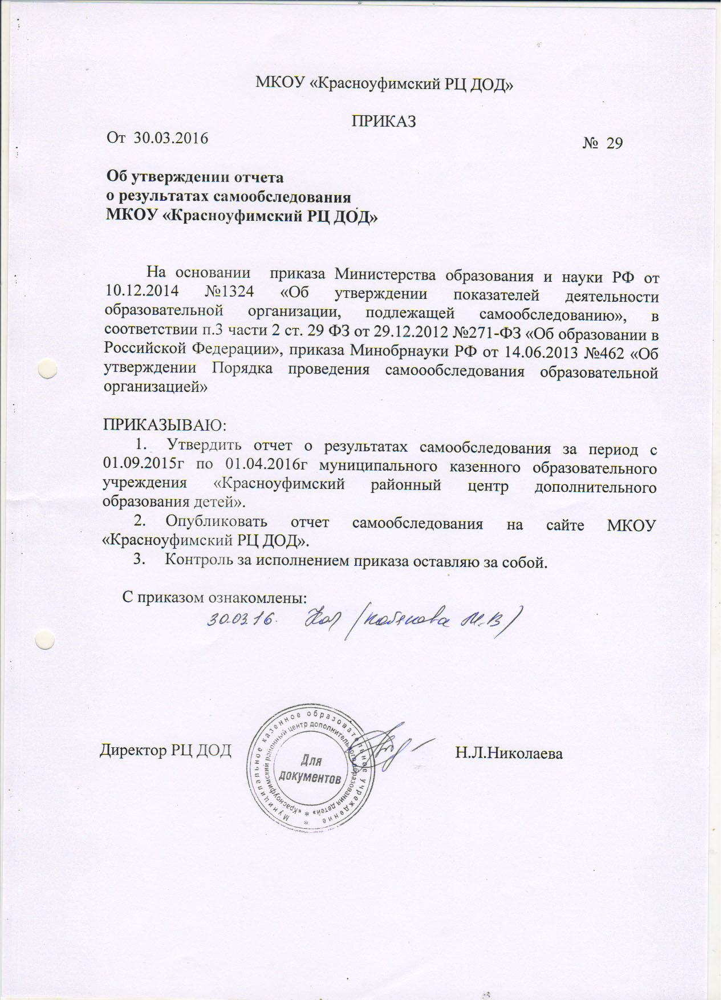 МКОУ «Красноуфимский РЦ ДОД»
ПРИКАЗ
От 30.03.2016
№ 29
Об утверждении отчета
о результатах самообследования
МКОУ «Красноуфимский РЦ ДОД»
На основании приказа Министерства образования и науки РФ от
10.12.2014 №1324 «Об утверждении показателей деятельности
образовательной организации, подлежащей самообследованию», в
соответствии п.3 части 2 ст. 29 ФЗ от 29.12.2012 №271-ФЗ «Об образовании в
Российской Федерации», приказа Минобрнауки РФ от 14.06.2013 №462 «Об
утверждении Порядка проведения самоообследования образовательной
организацией»
ПРИКАЗЫВАЮ:
1. Утвердить отчет о результатах самообследования за период с
01.09.2015г по 01.04.2016г муниципального казенного образовательного
учреждения «Красноуфимский районный центр дополнительного
образования детей».
2. Опубликовать отчет самообследования на сайте МКОУ
«Красноуфимский РЦ ДОД».
3. Контроль за исполнением приказа оставляю за собой.
С приказом ознакомлены:
30.03.16. (Кобякова М.В)
Директор РЦ ДОД
Н.Л.Николаева
Муниципальное казенное образовательное учреждение *
«Красноуфимский районный центр дополнительного образования детей» *
Для
документов